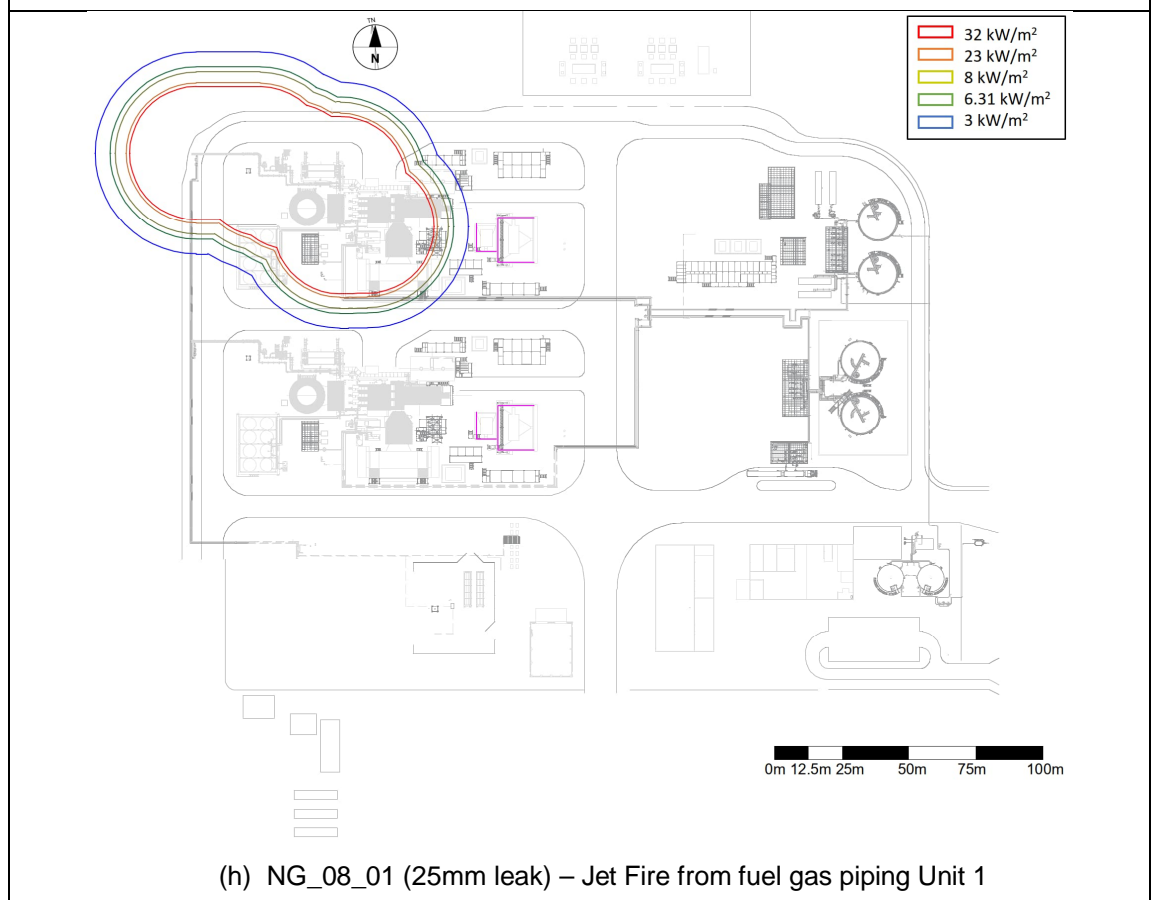 TN
N
32 kW/m²
23 kW/m²
8 kW/m²
6.31 kW/m²
3 kW/m²
0m 12.5m 25m 50m 75m 100m
(h) NG_08_01 (25mm leak) – Jet Fire from fuel gas piping Unit 1